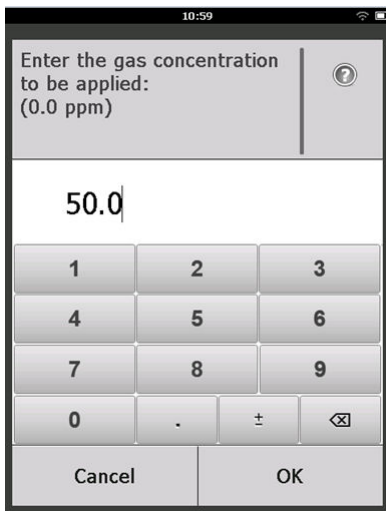 10:59
Enter the gas concentration
to be applied:
(0.0 ppm)
?
50.0
1 2 3
4 5 6
7 8 9
0 . ±
Cancel OK